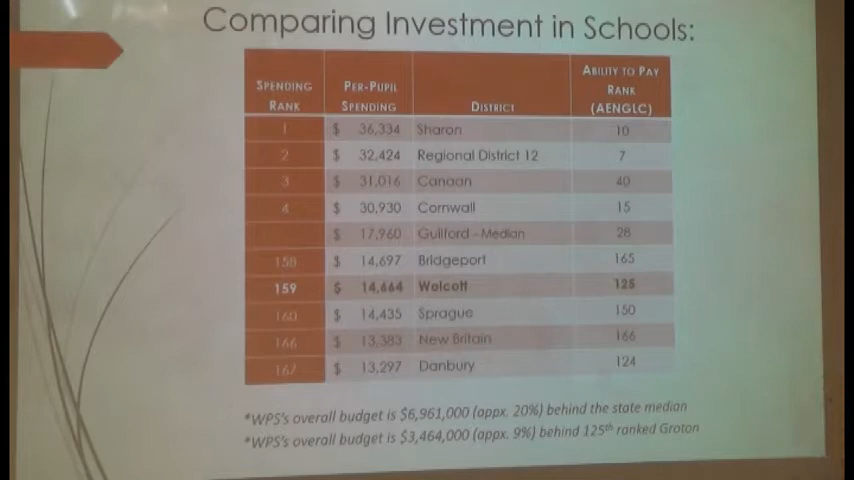 Comparing Investment in Schools:
SPENDING RANK PER-PUPIL SPENDING DISTRICT ABILITY TO PAY RANK (AENGLC)
1 $ 36,334 Sharon 10
2 $ 32,424 Regional District 12 7
3 $ 31,016 Canaan 40
4 $ 30,930 Cornwall 15
$ 17,960 Guilford - Median 28
158 $ 14,697 Bridgeport 165
159 $ 14,664 Wolcott 125
160 $ 14,435 Sprague 150
166 $ 13,383 New Britain 166
167 $ 13,297 Danbury 124
*WPS's overall budget is $6,961,000 (appx. 20%) behind the state median
*WPS's overall budget is $3,464,000 (appx. 9%) behind 125th ranked Groton